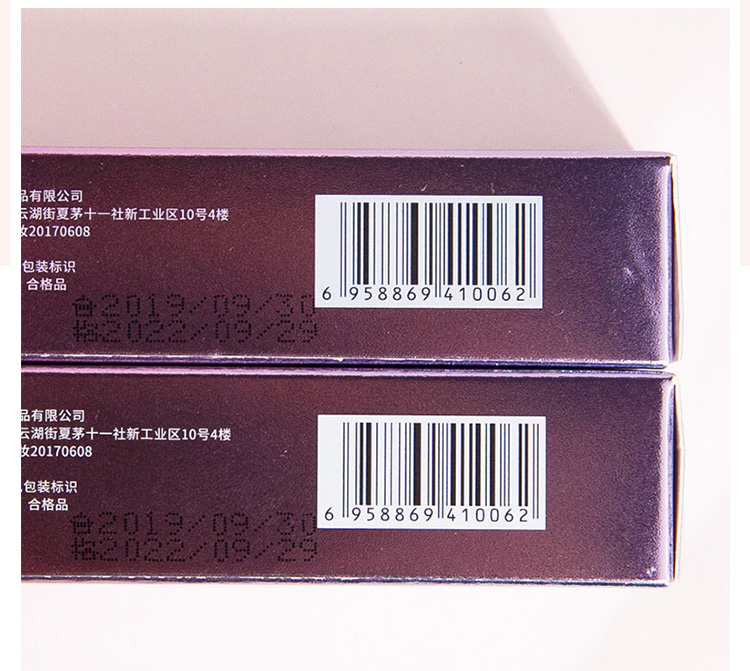 品有限公司
云湖街夏茅十一社新工业区10号4楼
妆20170608
包装标识
合格品
2019/09/30
2022/09/29
6 958869 410062
品有限公司
云湖街夏茅十一社新工业区10号4楼
妆20170608
包装标识
合格品
2019/09/30
2022/09/29
6 958869 410062